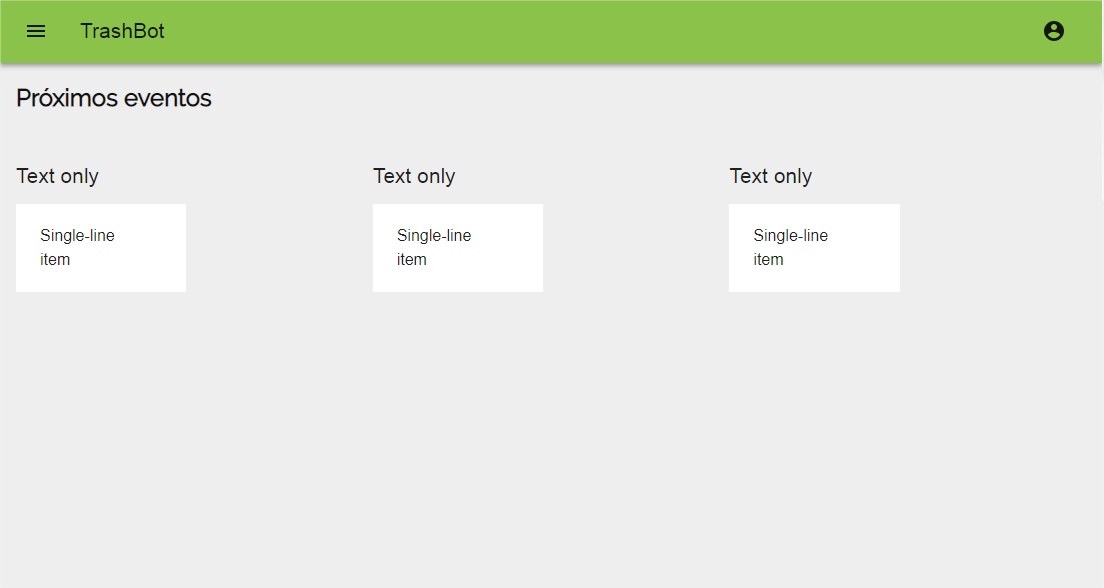 TrashBot
Próximos eventos
Text only
Single-line
item
Text only
Single-line
item
Text only
Single-line
item